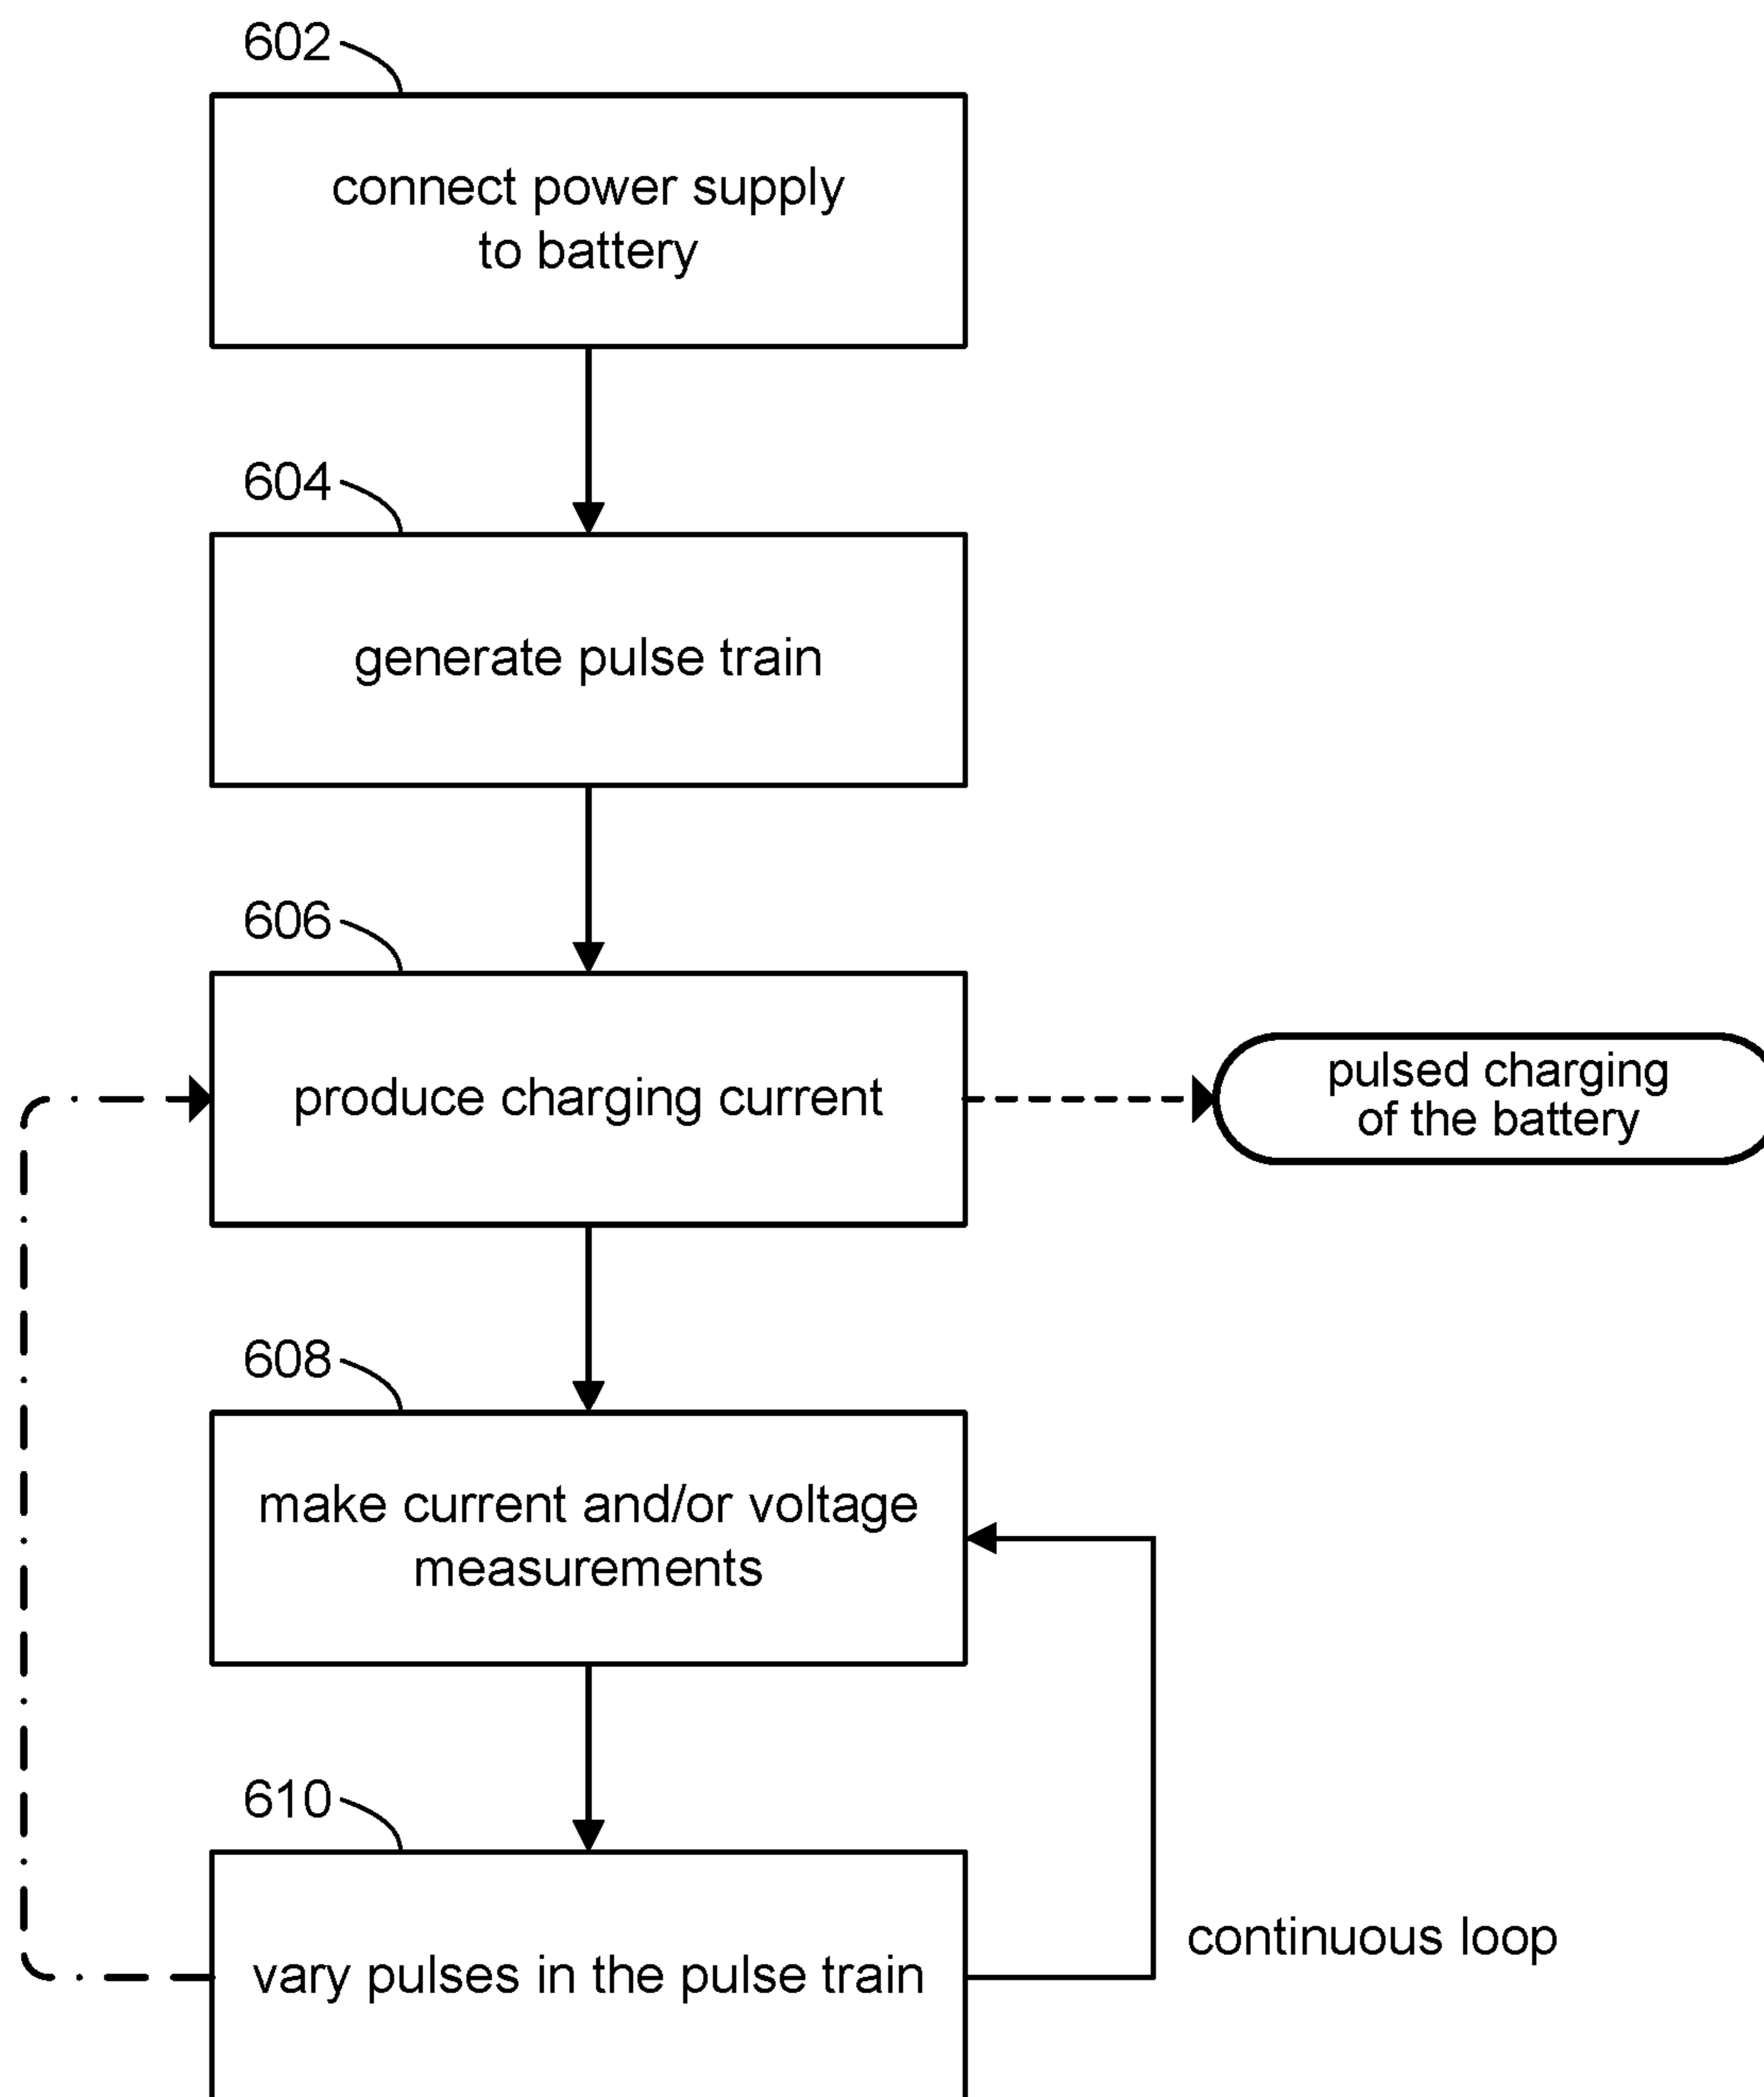 602
connect power supply
to battery
604
generate pulse train
606
produce charging current
pulsed charging
of the battery
608
make current and/or voltage
measurements
610
vary pulses in the pulse train
continuous loop